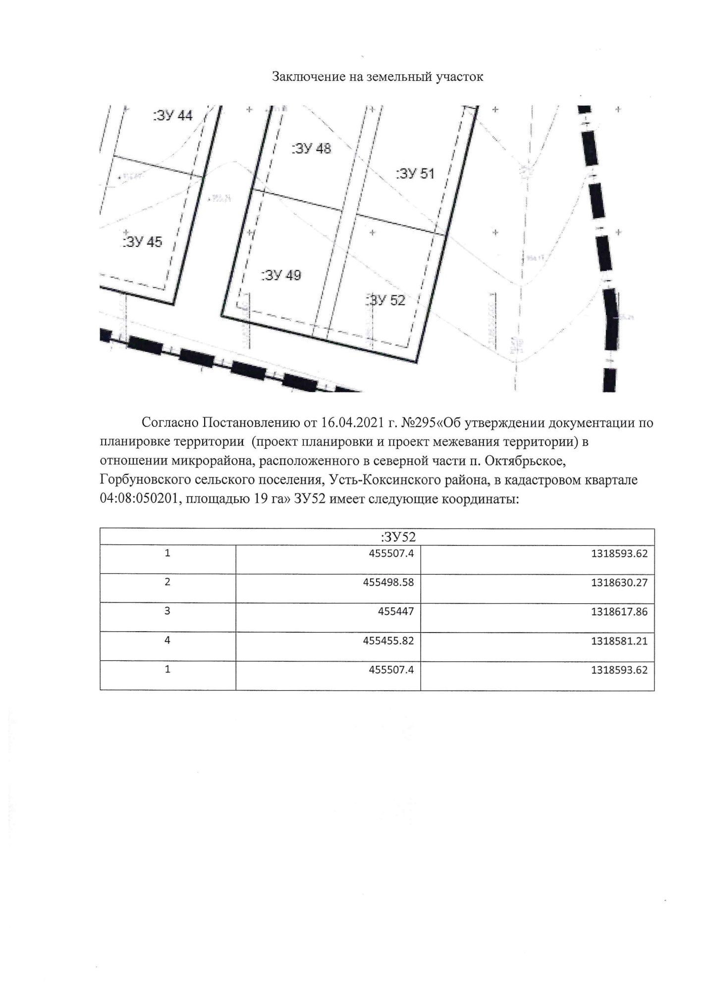 Заключение на земельный участок
:ЗУ 44
:ЗУ 48
:ЗУ 51
:ЗУ 45
:ЗУ 49
:ЗУ 52
Согласно Постановлению от 16.04.2021 г. №295«Об утверждении документации по
планировке территории (проект планировки и проект межевания территории) в
отношении микрорайона, расположенного в северной части п. Октябрьское,
Горбуновского сельского поселения, Усть-Коксинского района, в кадастровом квартале
04:08:050201, площадью 19 га» ЗУ52 имеет следующие координаты:
:ЗУ52
1 455507.4 1318593.62
2 455498.58 1318630.27
3 455447 1318617.86
4 455455.82 1318581.21
1 455507.4 1318593.62